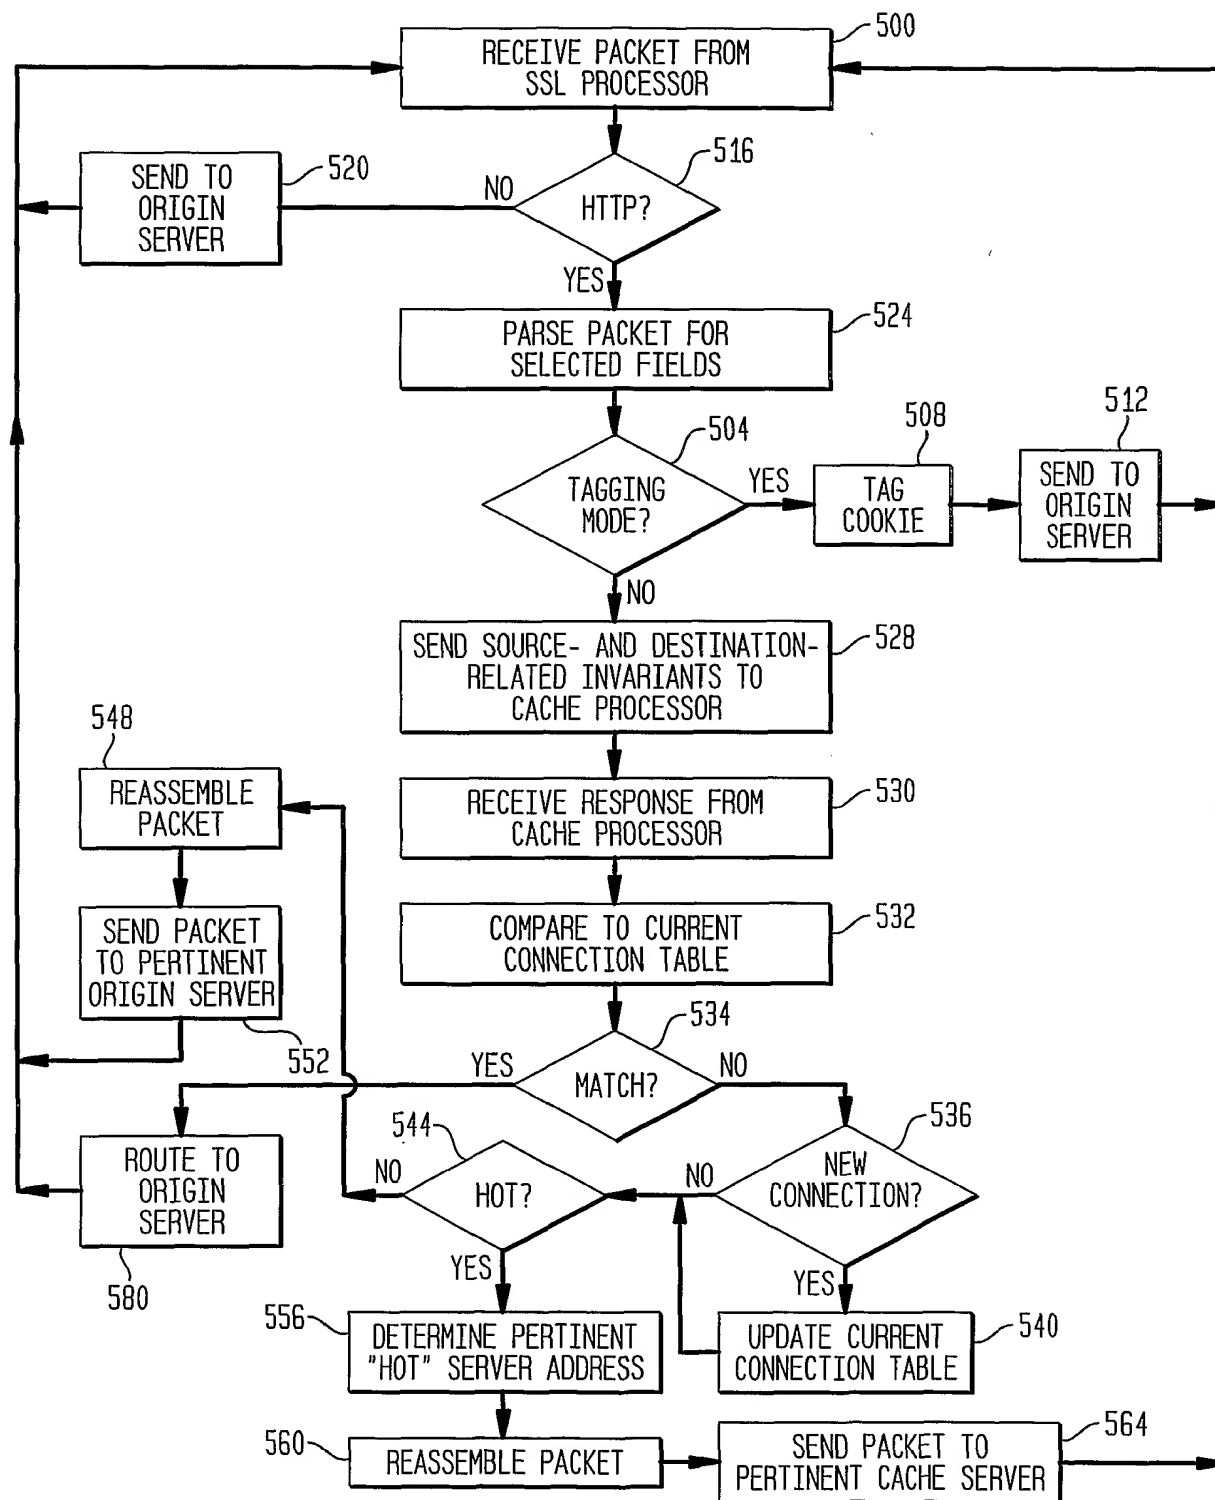 500
RECEIVE PACKET FROM
SSL PROCESSOR
516
HTTP?
NO
520
SEND TO
ORIGIN
SERVER
YES
524
PARSE PACKET FOR
SELECTED FIELDS
504
TAGGING
MODE?
YES
508
TAG
COOKIE
512
SEND TO
ORIGIN
SERVER
NO
528
SEND SOURCE- AND DESTINATION-
RELATED INVARIANTS TO
CACHE PROCESSOR
530
RECEIVE RESPONSE FROM
CACHE PROCESSOR
532
COMPARE TO CURRENT
CONNECTION TABLE
534
MATCH?
YES
NO
548
REASSEMBLE
PACKET
SEND PACKET
TO PERTINENT
ORIGIN SERVER
552
ROUTE TO
ORIGIN
SERVER
580
536
NEW
CONNECTION?
NO
YES
540
UPDATE CURRENT
CONNECTION TABLE
544
HOT?
NO
YES
556
DETERMINE PERTINENT
"HOT" SERVER ADDRESS
560
REASSEMBLE PACKET
564
SEND PACKET TO
PERTINENT CACHE SERVER